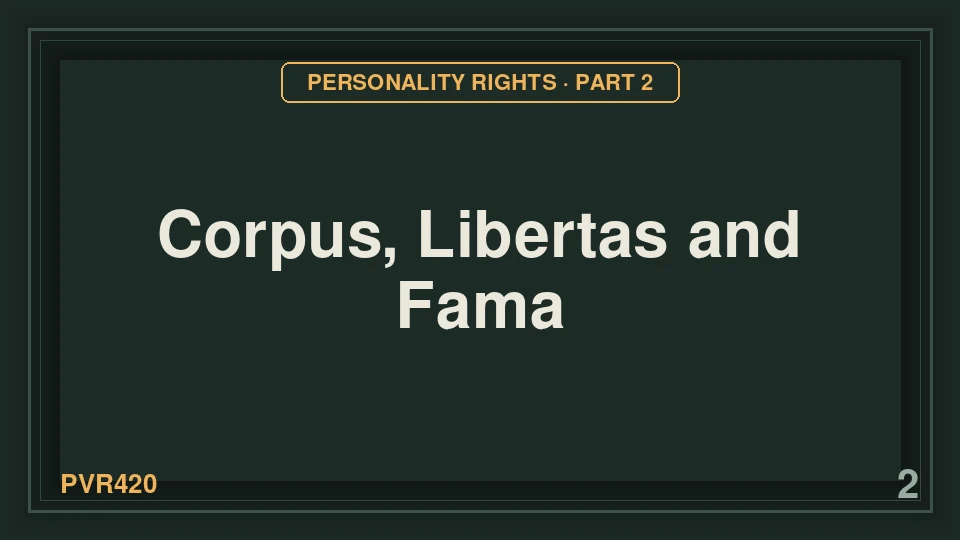 PERSONALITY RIGHTS · PART 2
Corpus, Libertas and
Fama
PVR420
2